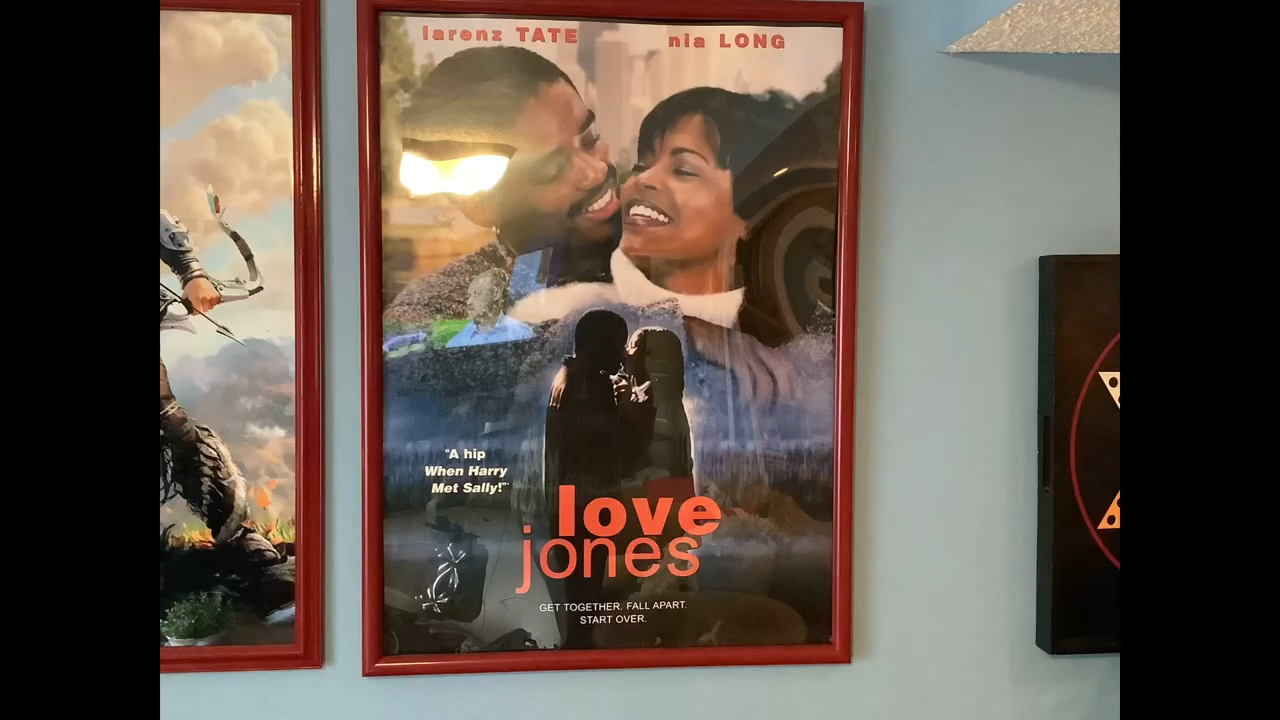 larenz TATE
nia LONG
"A hip
When Harry
Met Sally!"
love
jones
GET TOGETHER. FALL APART.
START OVER.